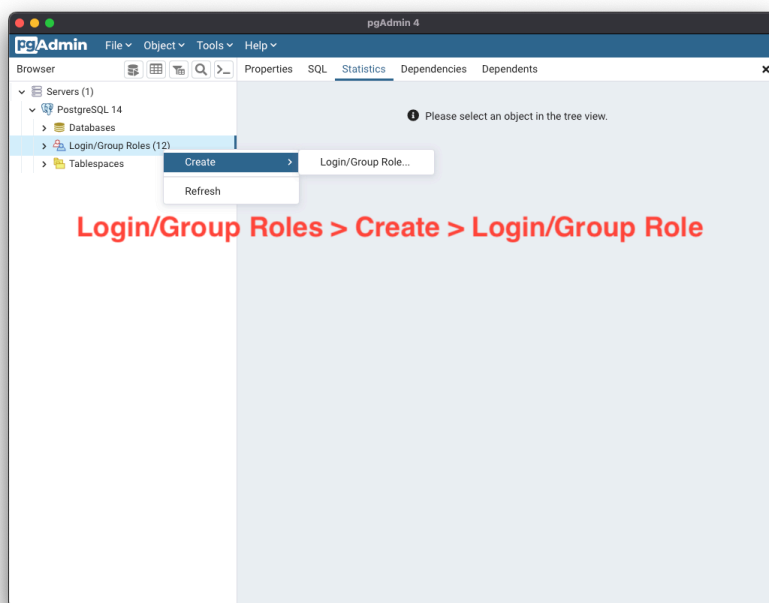 pgAdmin 4
pgAdmin File Object Tools Help
Browser Properties SQL Statistics Dependencies Dependents
Servers (1)
PostgreSQL 14
Please select an object in the tree view.
Databases
Login/Group Roles (12)
Tablespaces
Create Login/Group Role...
Refresh
Login/Group Roles > Create > Login/Group Role